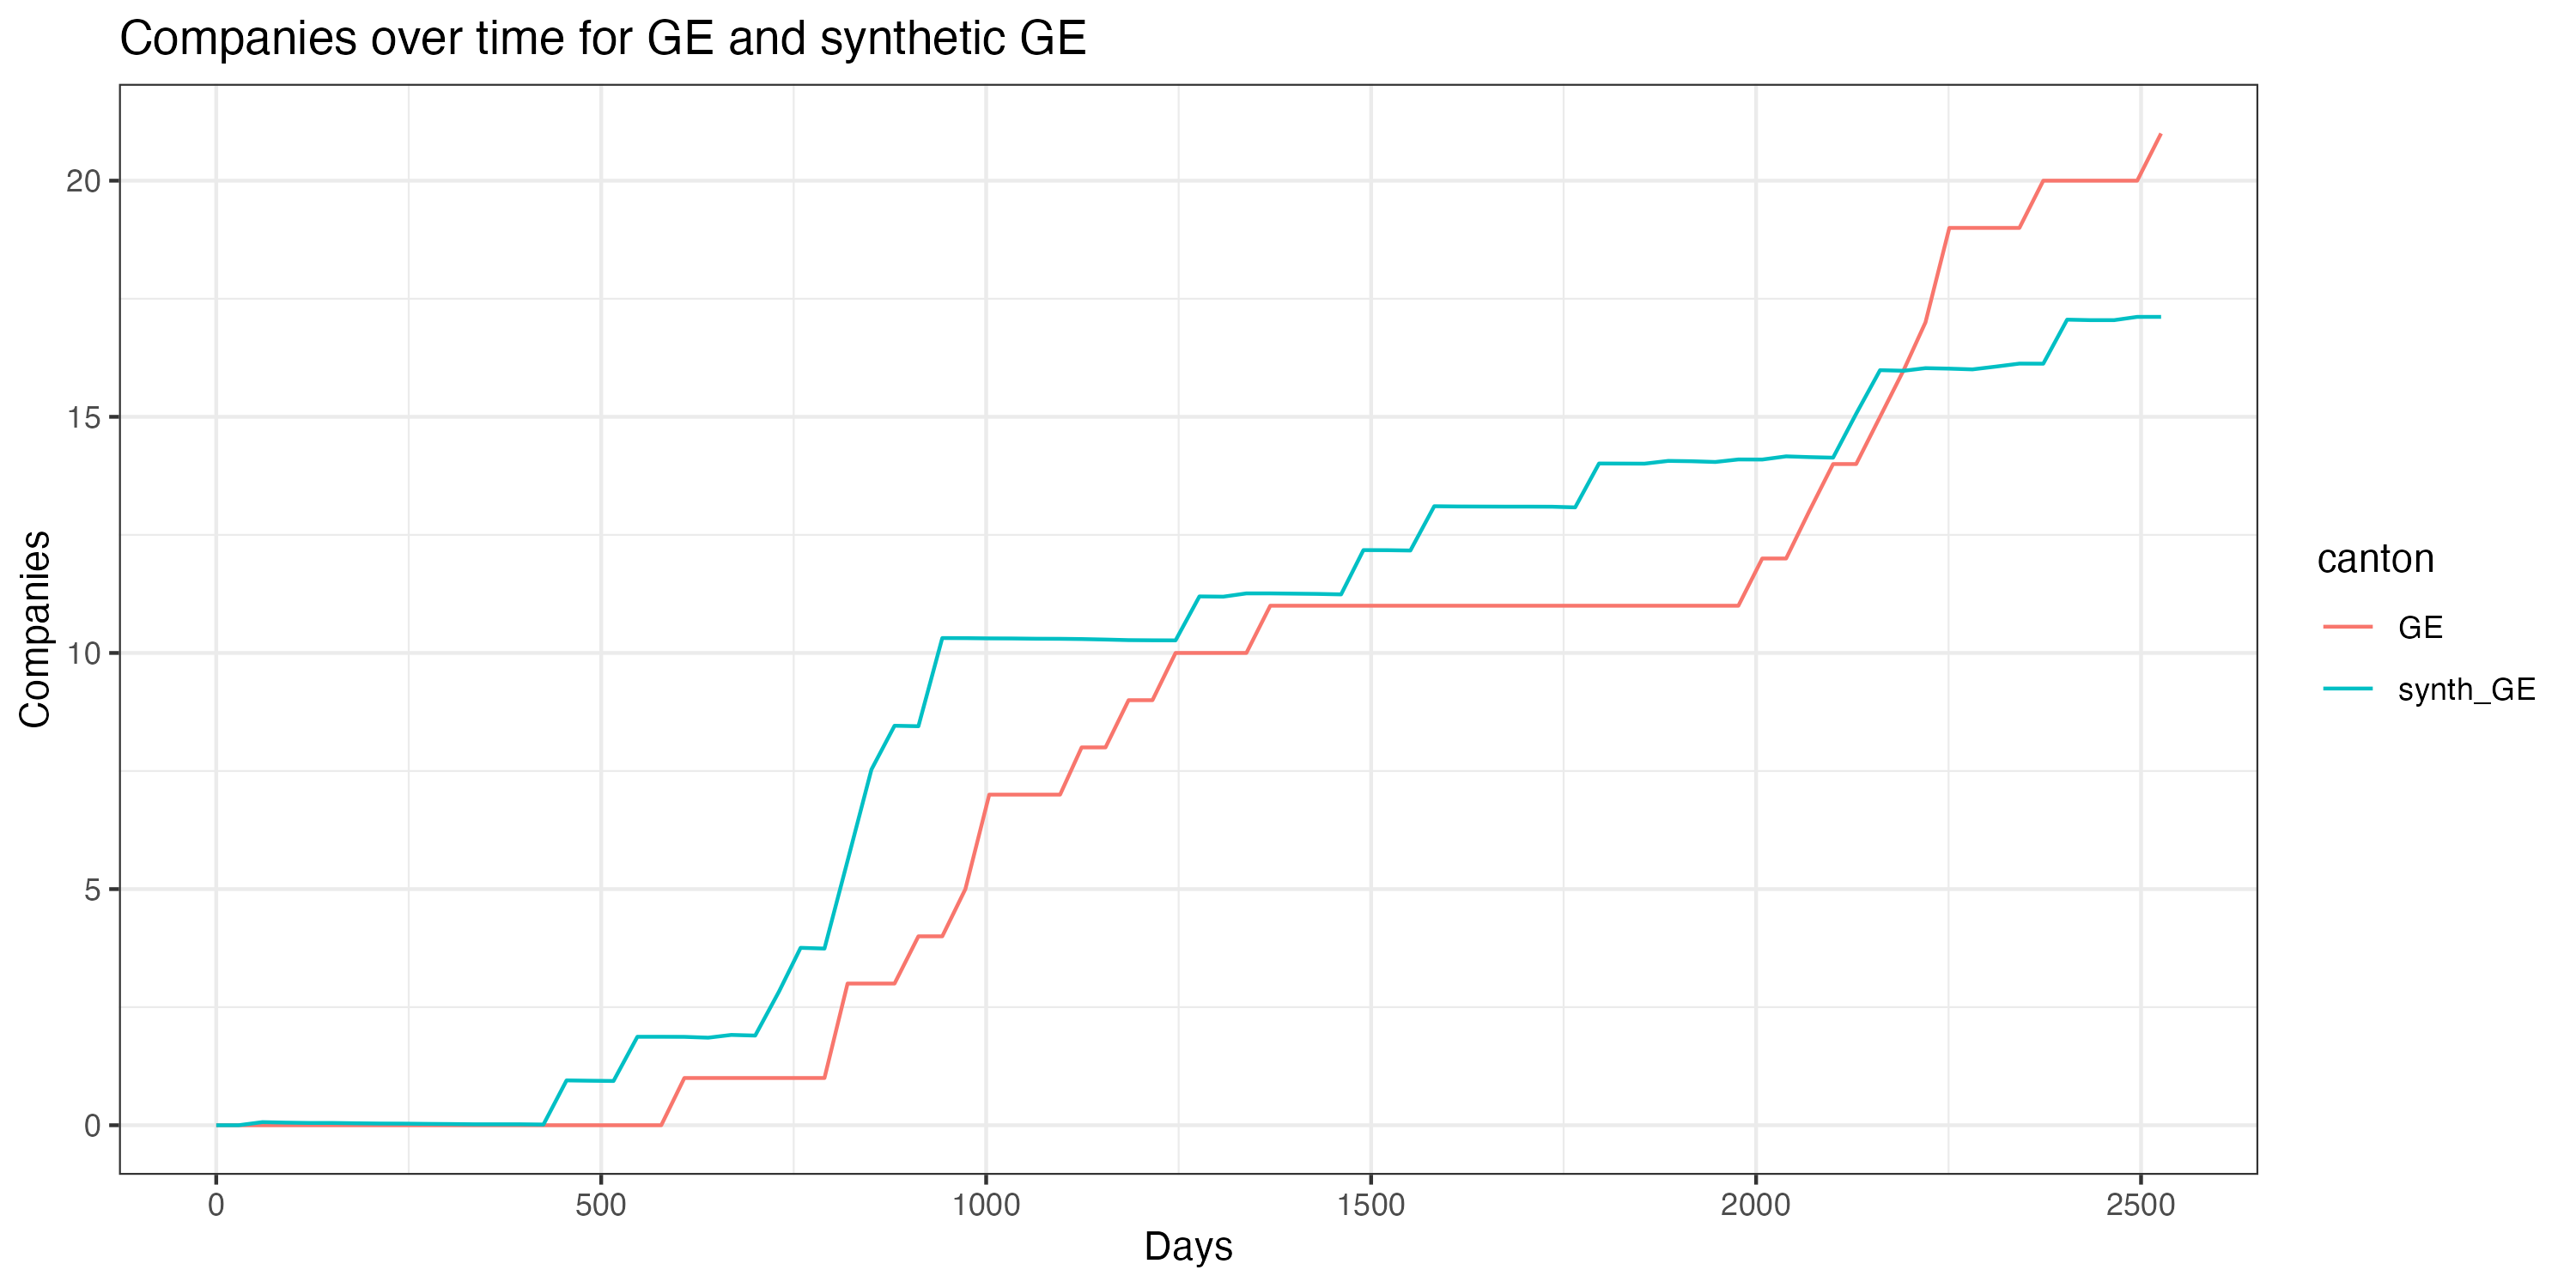 Companies over time for GE and synthetic GE
Companies
20
15
10
5
0
0 500 1000 1500 2000 2500
Days
canton
GE
synth_GE